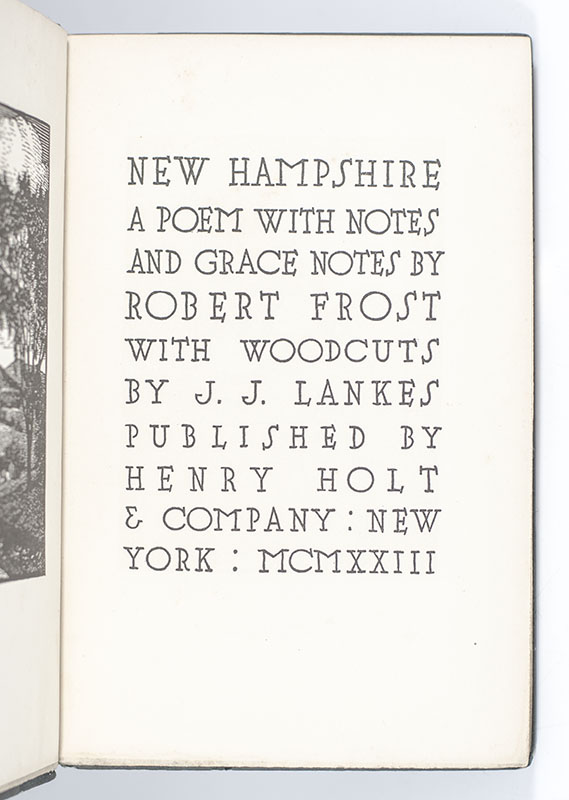 NEW HAMPSHIRE
A POEM WITH NOTES
AND GRACE NOTES BY
ROBERT FROST
WITH WOODCUTS
BY J. J. LANKES
PUBLISHED BY
HENRY HOLT
& COMPANY : NEW
YORK : MCMXXIII